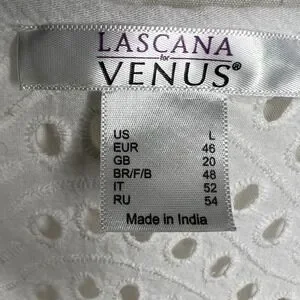 LASCANA
for
VENUS®
US L
EUR 46
GB 20
BR/F/B 48
IT 52
RU 54
Made in India